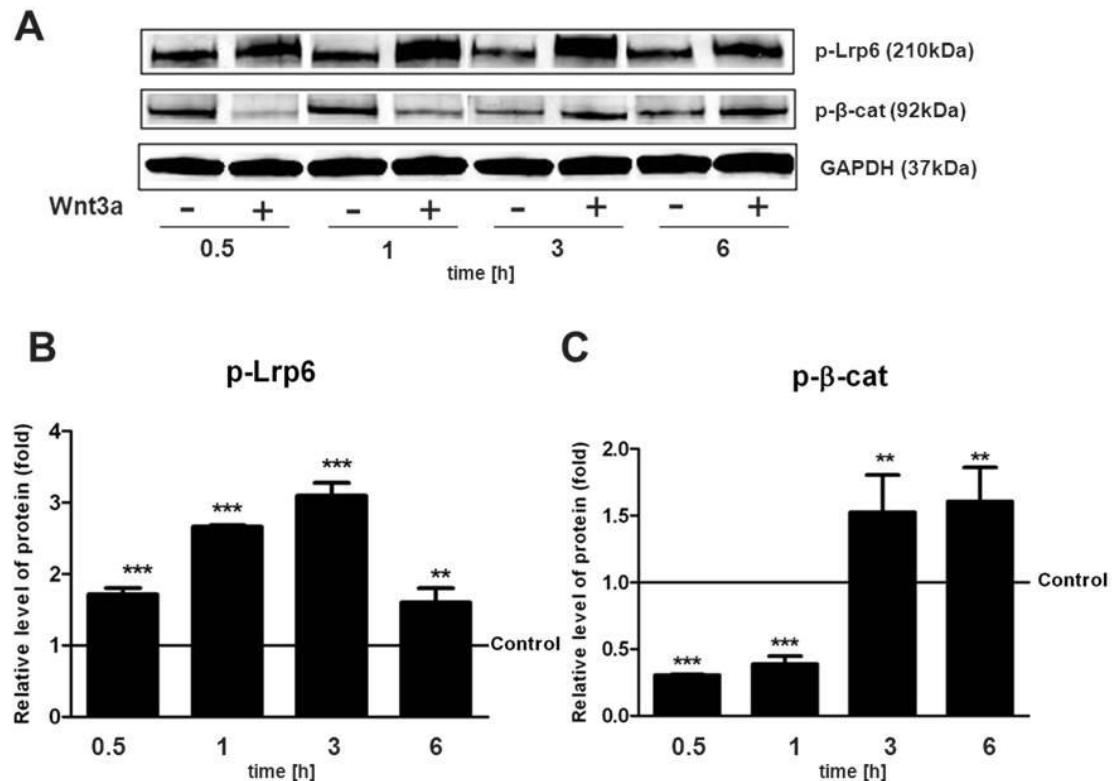 A
p-Lrp6 (210kDa)
p-β-cat (92kDa)
GAPDH (37kDa)
Wnt3a − + − + − + − +
0.5 1 3 6
time [h]
B
p-Lrp6
Relative level of protein (fold)
4
3
2
1
0
*** *** *** **
Control
0.5 1 3 6
time [h]
C
p-β-cat
Relative level of protein (fold)
2.0
1.5
1.0
0.5
0.0
*** *** ** **
Control
0.5 1 3 6
time [h]